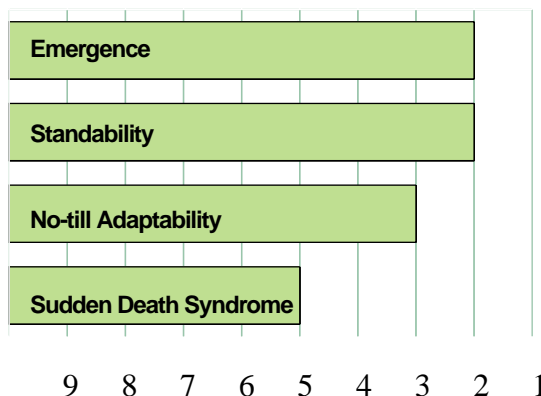 Emergence
Standability
No-till Adaptability
Sudden Death Syndrome
9 8 7 6 5 4 3 2 1